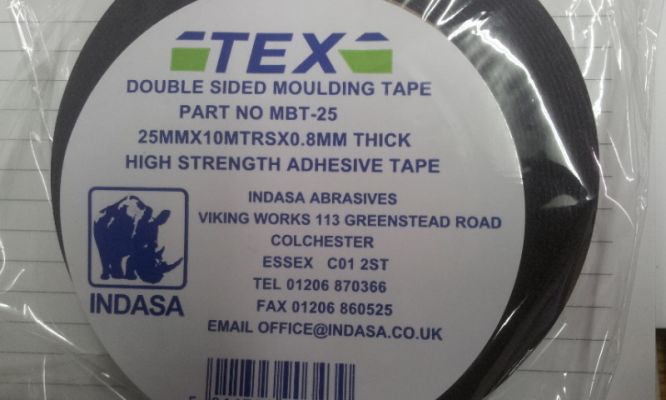 TEX
DOUBLE SIDED MOULDING TAPE
PART NO MBT-25
25MMX10MTRSX0.8MM THICK
HIGH STRENGTH ADHESIVE TAPE
INDASA ABRASIVES
VIKING WORKS 113 GREENSTEAD ROAD
COLCHESTER
ESSEX C01 2ST
TEL 01206 870366
FAX 01206 860525
EMAIL OFFICE@INDASA.CO.UK
INDASA